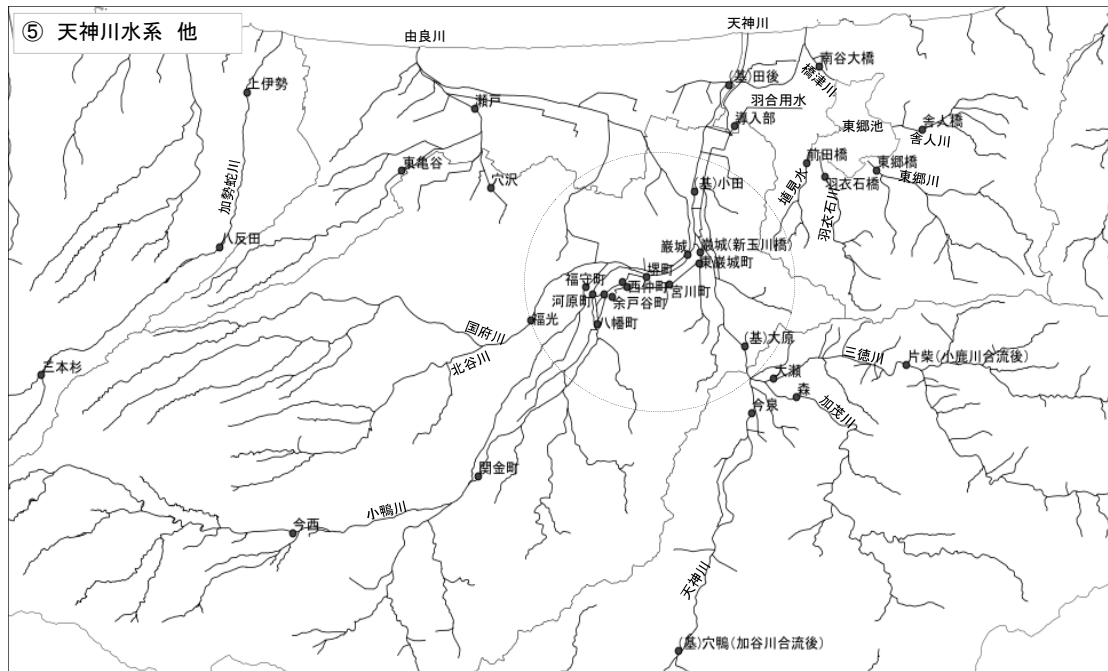 ⑤ 天神川水系 他
由良川
天神川
上伊勢
瀬戸
(基)田後
南谷大橋
橋津川
羽合用水
導入部
東郷池
舎人橋
舎人川
東亀谷
穴沢
前田橋
東郷橋
東郷川
羽衣石橋
埴見水
羽衣石川
(基)小田
加勢蛇川
八反田
巌城
巌城(新玉川橋)
東巌城町
堺町
福守町
西仲町
宮川町
河原町
余戸谷町
福光
八幡町
国府川
北谷川
(基)大原
三徳川
片柴(小鹿川合流後)
三本杉
大瀬
森
加茂川
今泉
関金町
小鴨川
今西
天神川
(基)穴鴨(加谷川合流後)